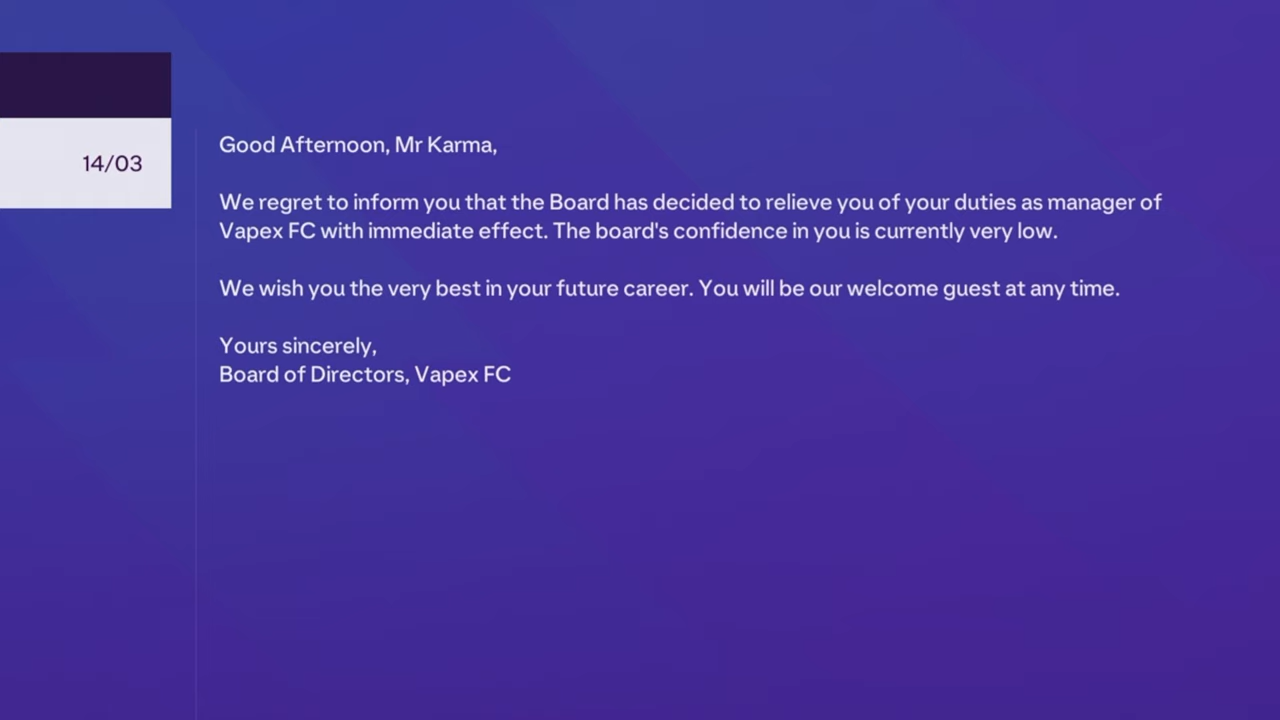 14/03
Good Afternoon, Mr Karma,
We regret to inform you that the Board has decided to relieve you of your duties as manager of
Vapex FC with immediate effect. The board's confidence in you is currently very low.
We wish you the very best in your future career. You will be our welcome guest at any time.
Yours sincerely,
Board of Directors, Vapex FC